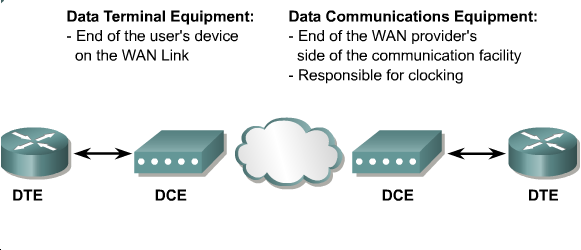 Data Terminal Equipment:
- End of the user's device
on the WAN Link
Data Communications Equipment:
- End of the WAN provider's
side of the communication facility
- Responsible for clocking
DTE
DCE
DCE
DTE